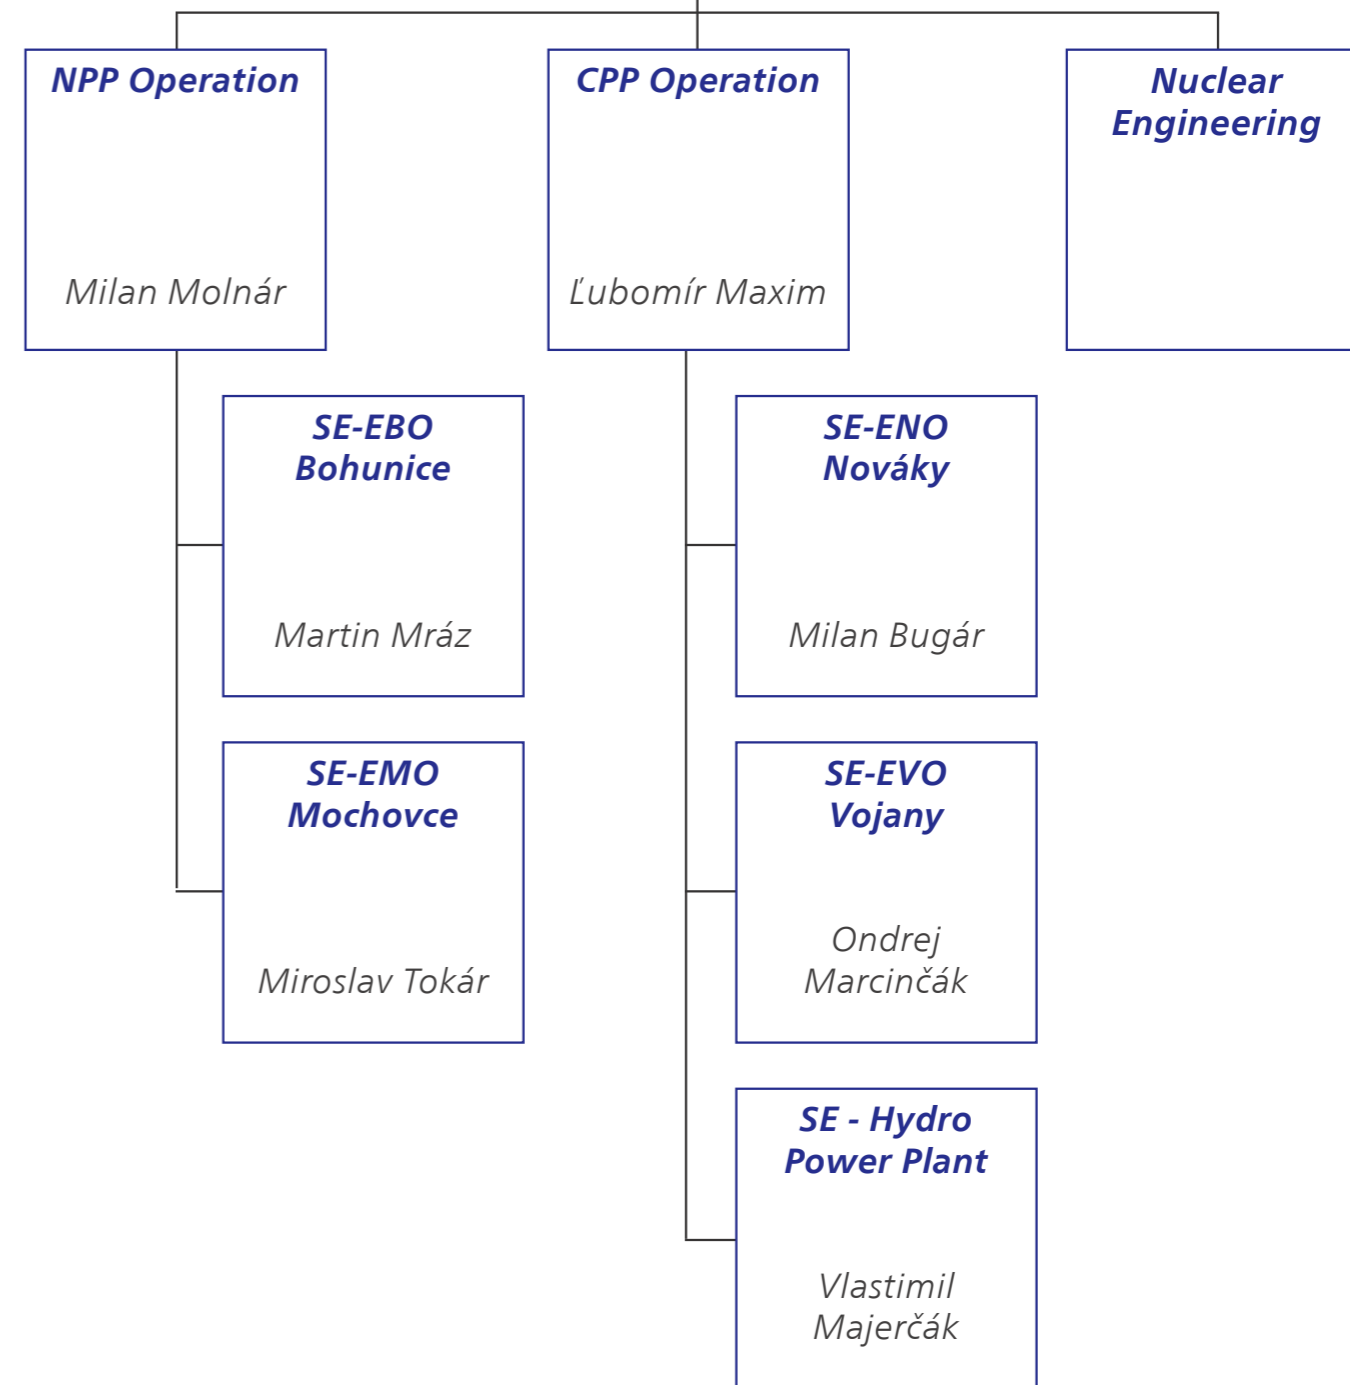 NPP Operation
Milan Molnár
CPP Operation
Ľubomír Maxim
Nuclear
Engineering
SE-EBO
Bohunice
Martin Mráz
SE-EMO
Mochovce
Miroslav Tokár
SE-ENO
Nováky
Milan Bugár
SE-EVO
Vojany
Ondrej
Marcinčák
SE - Hydro
Power Plant
Vlastimil
Majerčák